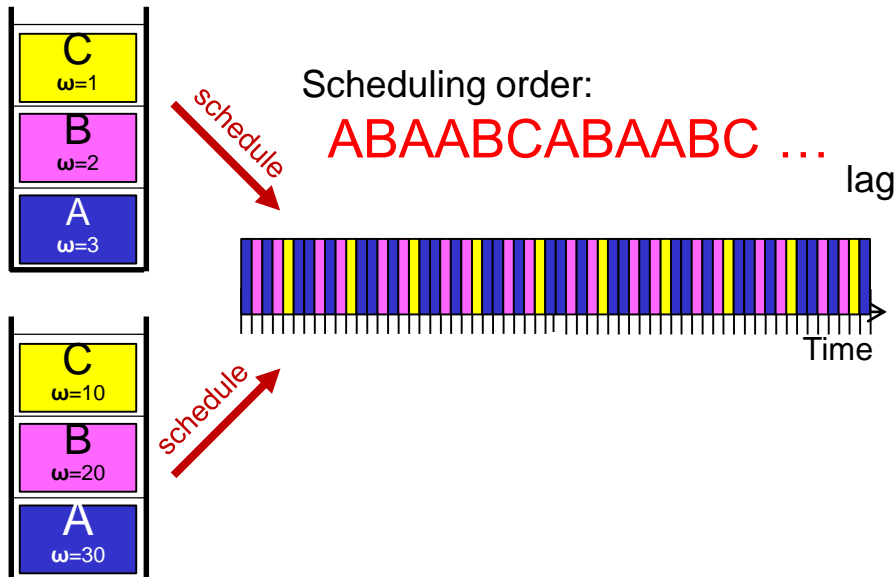 C
ω=1
B
ω=2
A
ω=3
schedule
Scheduling order:
ABAABCABAABC …
lag
Time
C
ω=10
B
ω=20
A
ω=30
schedule